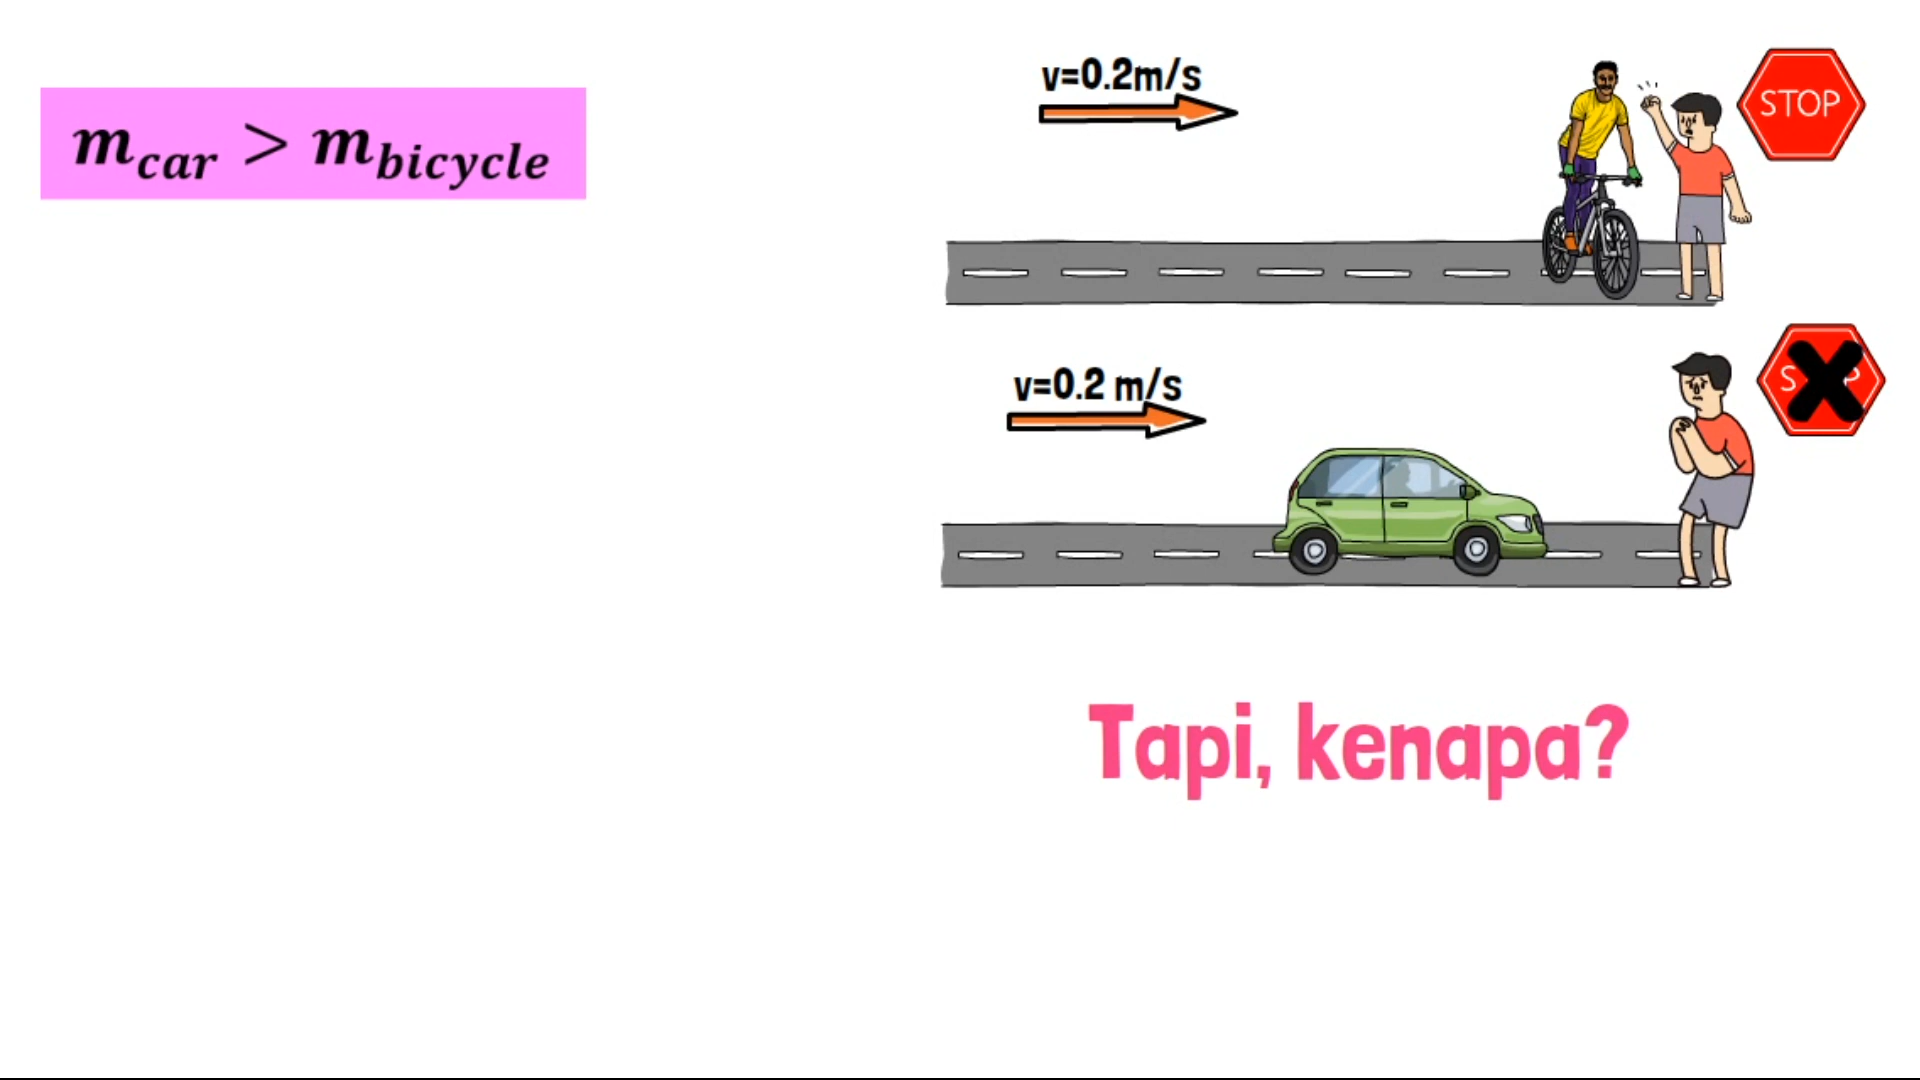 m_car > m_bicycle
v=0.2m/s
STOP
v=0.2 m/s
S P
Tapi, kenapa?